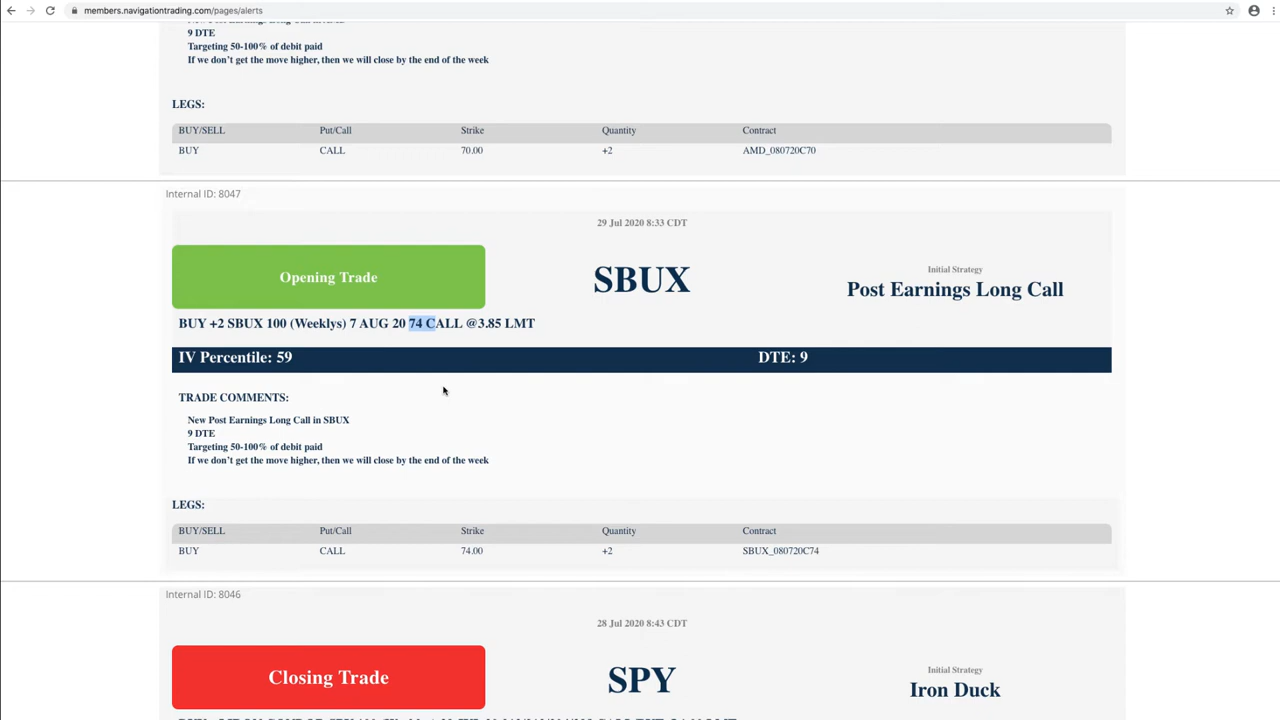 members.navigationtrading.com/pages/alerts
9 DTE
Targeting 50-100% of debit paid
If we don't get the move higher, then we will close by the end of the week
LEGS:
BUY/SELL Put/Call Strike Quantity Contract
BUY CALL 70.00 +2 AMD_080720C70
Internal ID: 8047
29 Jul 2020 8:33 CDT
Opening Trade
SBUX
Initial Strategy
Post Earnings Long Call
BUY +2 SBUX 100 (Weeklys) 7 AUG 20 74 CALL @3.85 LMT
IV Percentile: 59 DTE: 9
TRADE COMMENTS:
New Post Earnings Long Call in SBUX
9 DTE
Targeting 50-100% of debit paid
If we don't get the move higher, then we will close by the end of the week
LEGS:
BUY/SELL Put/Call Strike Quantity Contract
BUY CALL 74.00 +2 SBUX_080720C74
Internal ID: 8046
28 Jul 2020 8:43 CDT
Closing Trade
SPY
Initial Strategy
Iron Duck